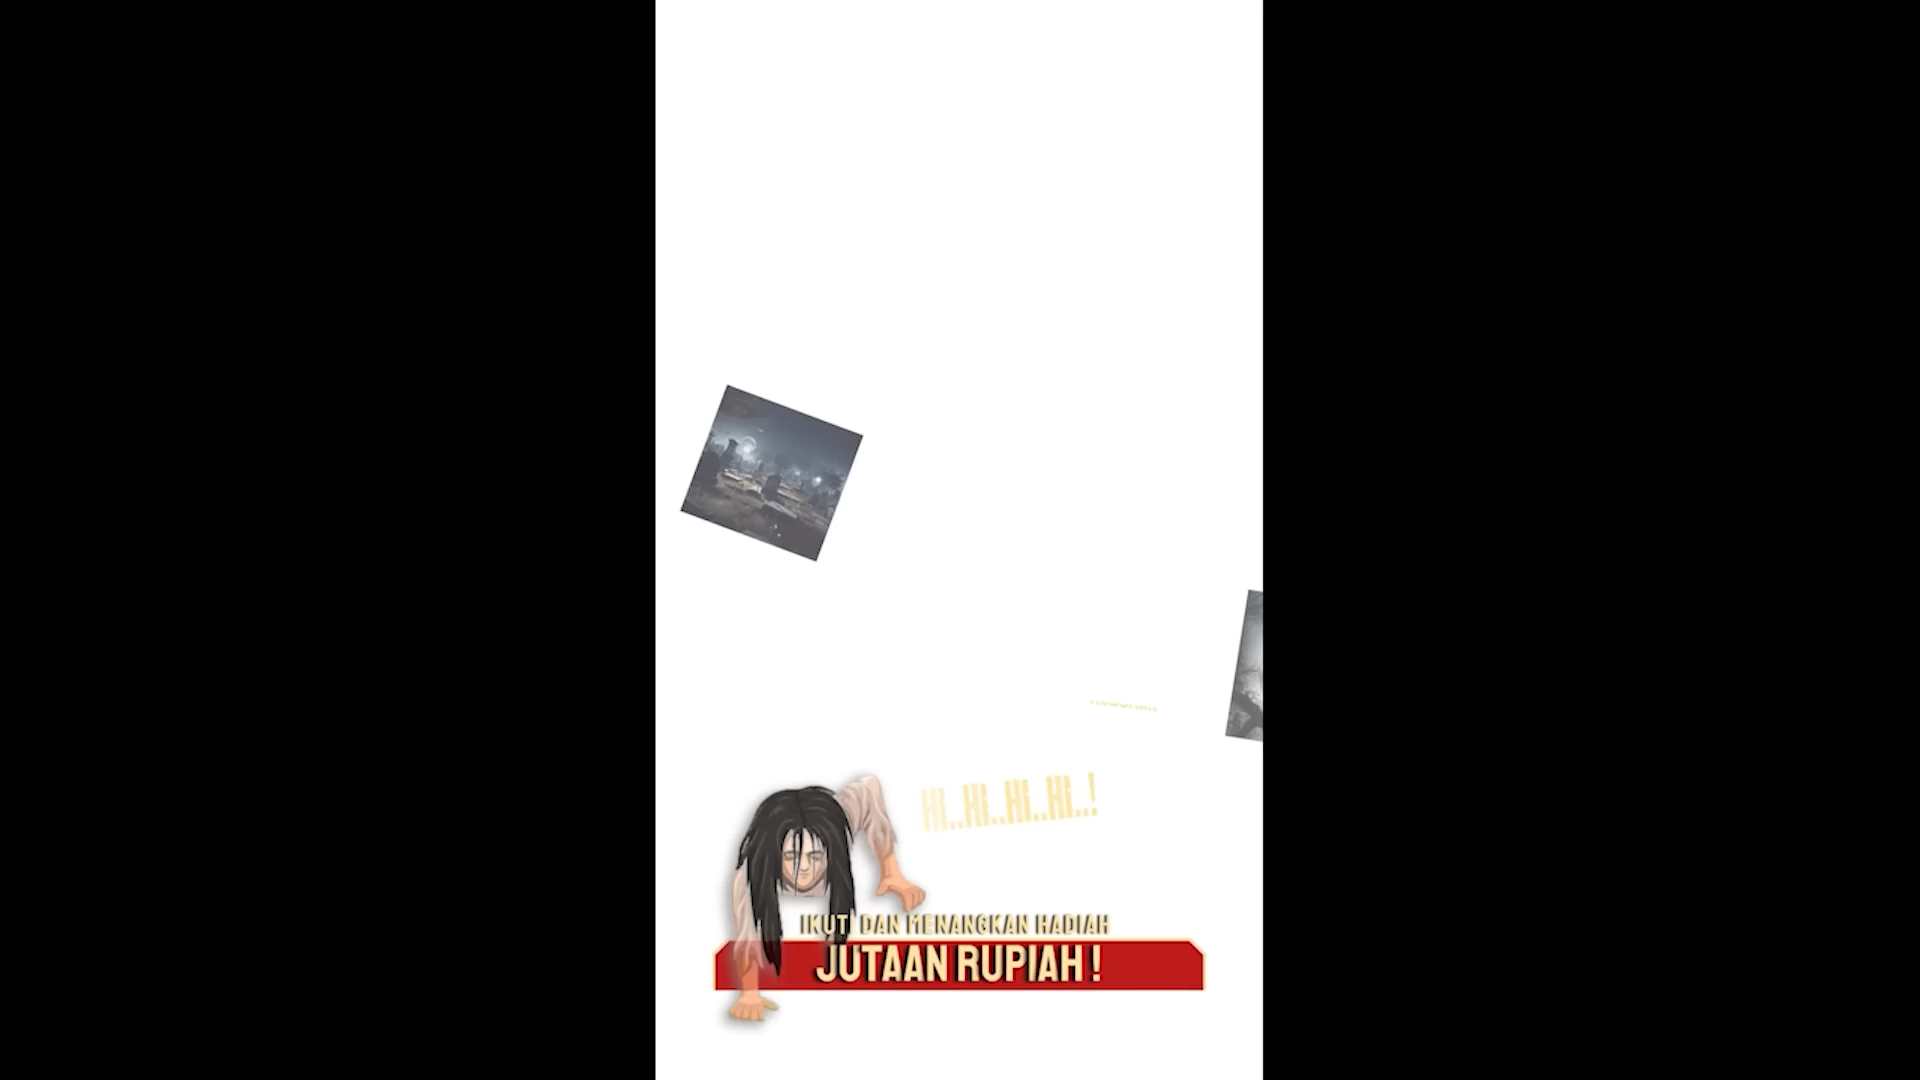 Hi..Hi..Hi..Hi..!
IKUTI DAN MENANGKAN HADIAH
JUTAAN RUPIAH !